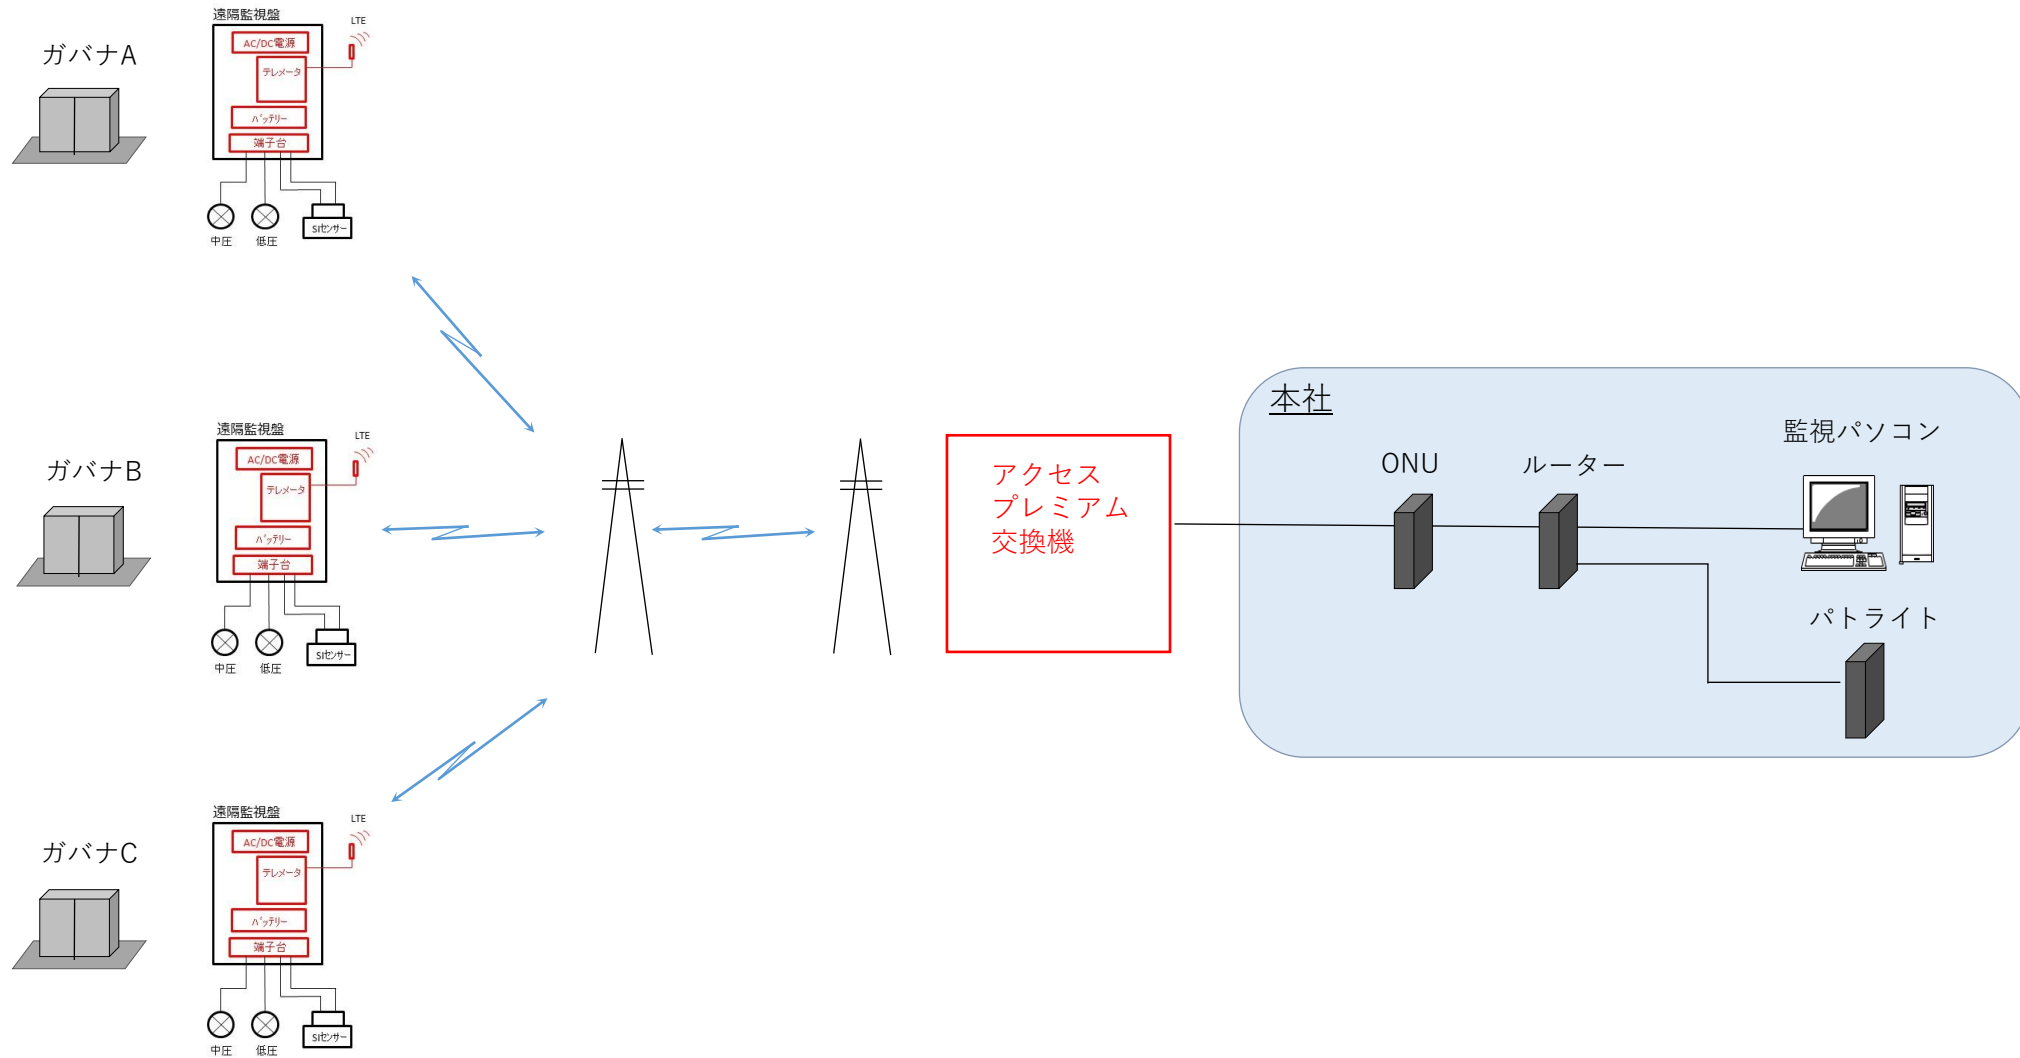 遠隔監視盤
LTE
ガバナA
AC/DC電源
テレメータ
バッテリー
端子台
中圧
低圧
SIセンサー
遠隔監視盤
LTE
ガバナB
AC/DC電源
テレメータ
バッテリー
端子台
中圧
低圧
SIセンサー
遠隔監視盤
LTE
ガバナC
AC/DC電源
テレメータ
バッテリー
端子台
中圧
低圧
SIセンサー
アクセス
プレミアム
交換機
本社
ONU
ルーター
監視パソコン
パトライト